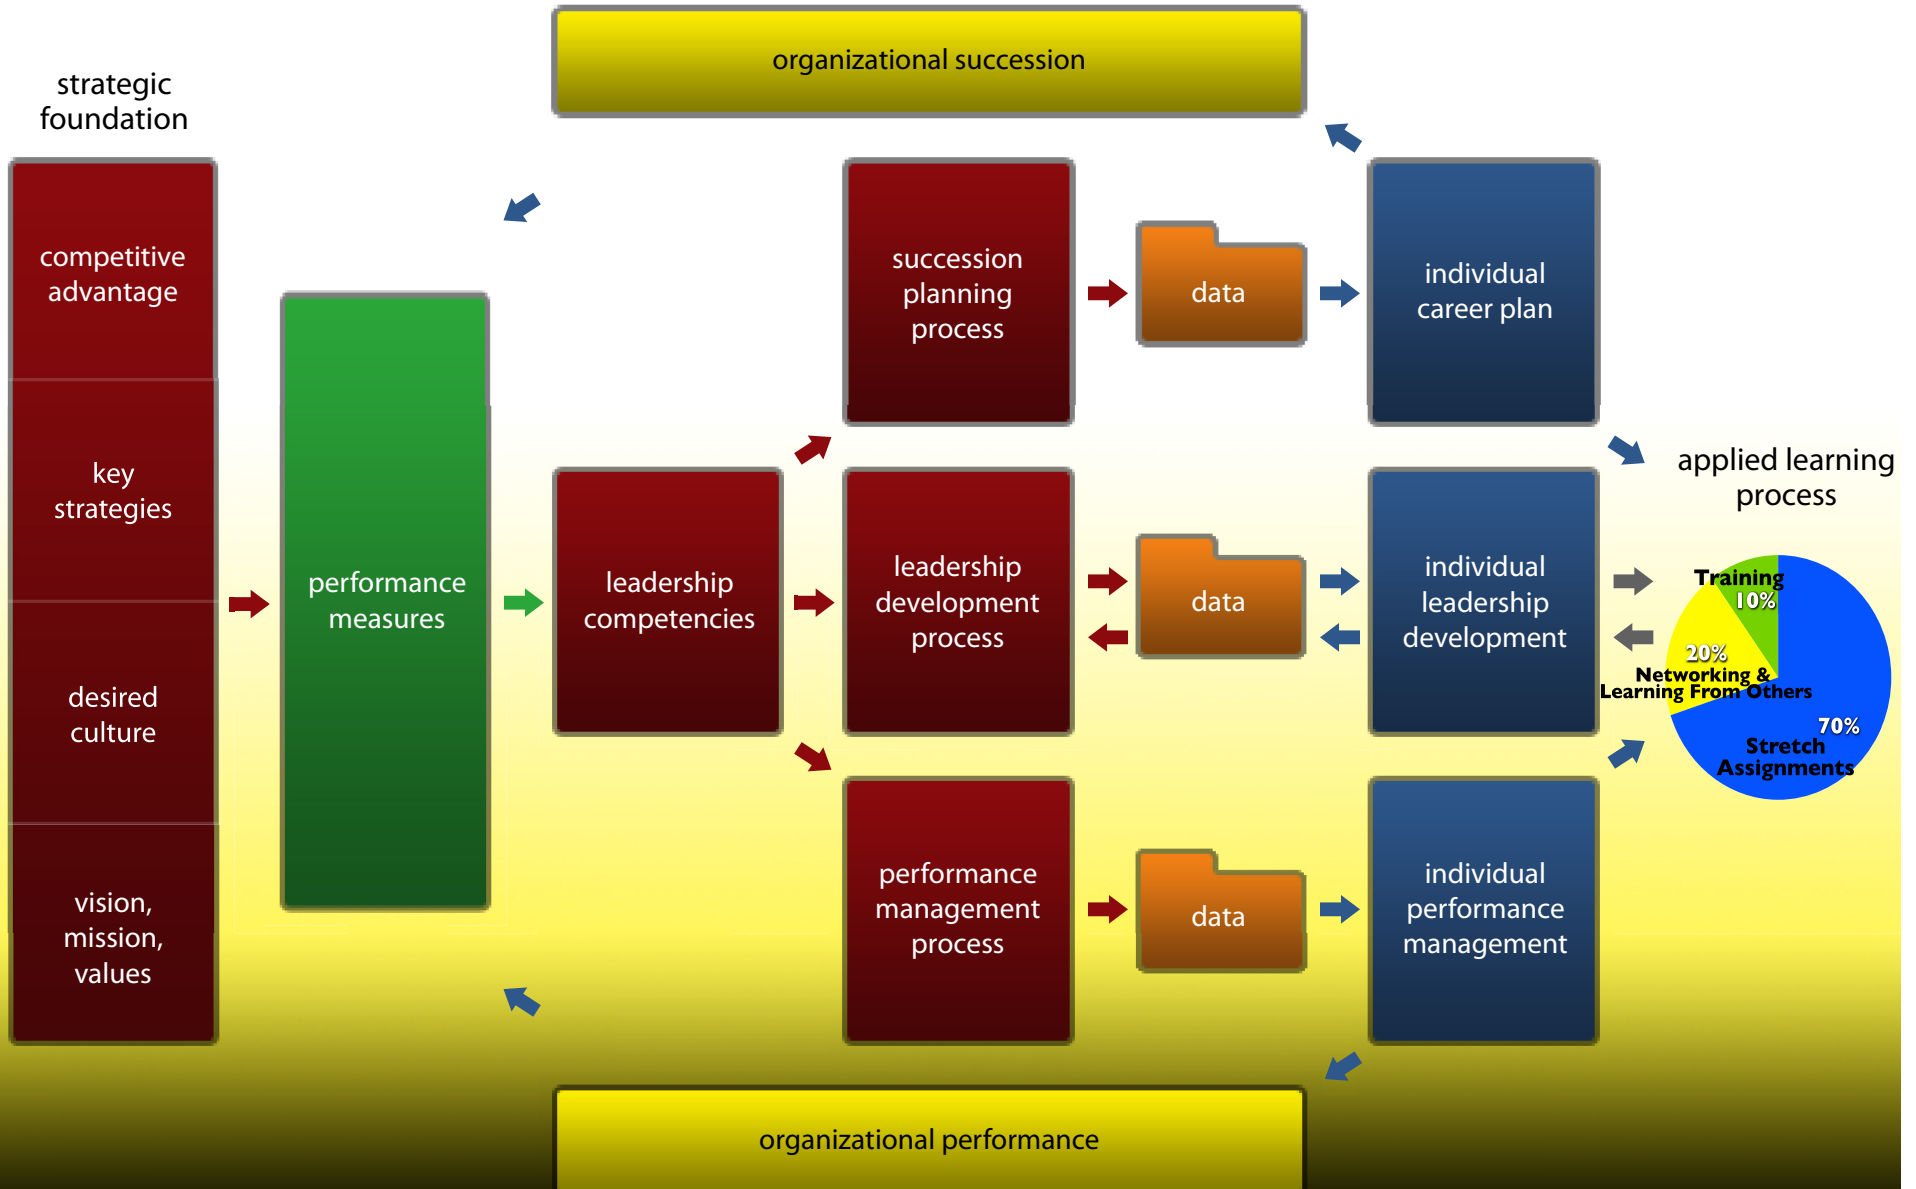 organizational succession
strategic
foundation
competitive
advantage
key
strategies
desired
culture
vision,
mission,
values
performance
measures
leadership
competencies
succession
planning
process
data
individual
career plan
leadership
development
process
data
individual
leadership
development
performance
management
process
data
individual
performance
management
applied learning
process
Training
10%
20%
Networking &
Learning From Others
70%
Stretch
Assignments
organizational performance